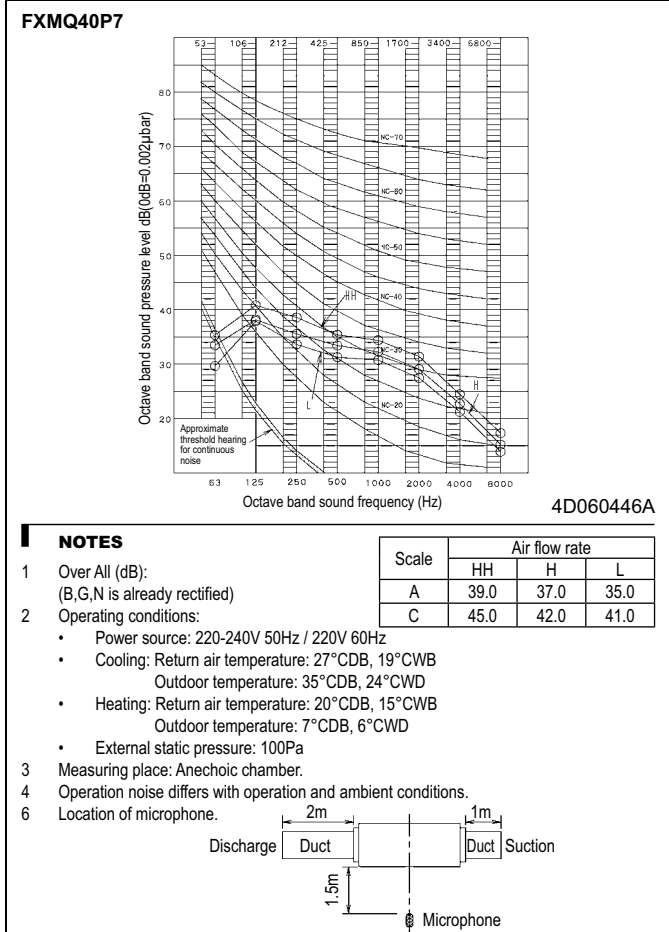 FXMQ40P7
53 106 212 425 850 1700 3400 6800
Octave band sound pressure level dB(0dB=0.002µbar)
80
70
60
50
40
30
20
NC-70
NC-60
NC-50
NC-40
NC-30
NC-20
HH
L
H
Approximate
threshold hearing
for continuous
noise
63 125 250 500 1000 2000 4000 8000
Octave band sound frequency (Hz)
4D060446A
NOTES
1 Over All (dB):
(B,G,N is already rectified)
Scale Air flow rate
HH H L
A 39.0 37.0 35.0
C 45.0 42.0 41.0
2 Operating conditions:
• Power source: 220-240V 50Hz / 220V 60Hz
• Cooling: Return air temperature: 27°CDB, 19°CWB
Outdoor temperature: 35°CDB, 24°CWD
• Heating: Return air temperature: 20°CDB, 15°CWB
Outdoor temperature: 7°CDB, 6°CWD
• External static pressure: 100Pa
3 Measuring place: Anechoic chamber.
4 Operation noise differs with operation and ambient conditions.
6 Location of microphone.
2m 1m
Discharge Duct Duct Suction
1.5m
Microphone